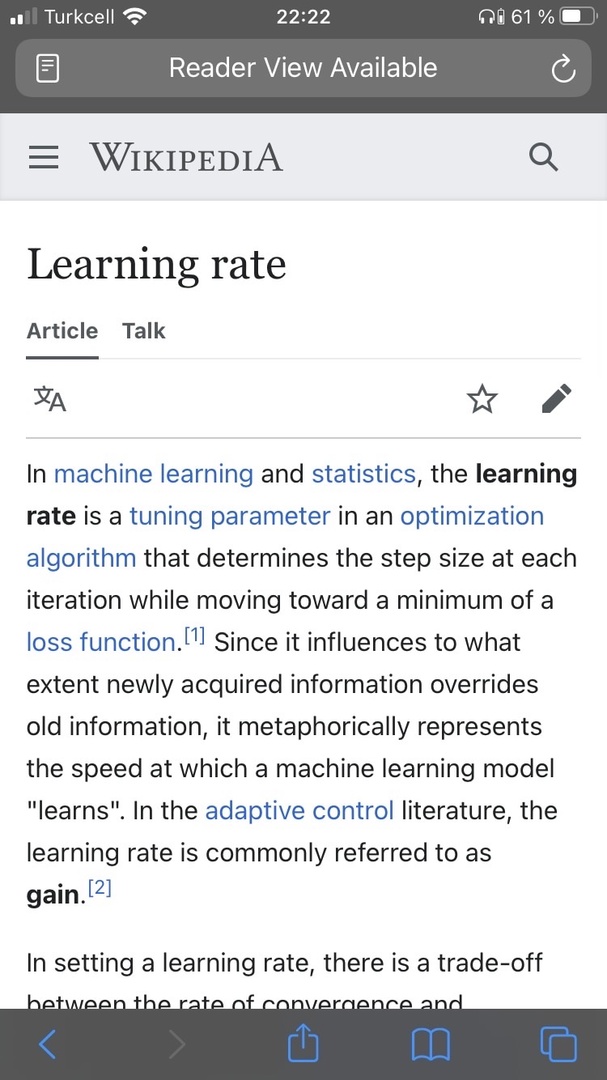 Turkcell 22:22 61 %
Reader View Available
WIKIPEDIA
Learning rate
Article Talk
文A
In machine learning and statistics, the learning
rate is a tuning parameter in an optimization
algorithm that determines the step size at each
iteration while moving toward a minimum of a
loss function.[1] Since it influences to what
extent newly acquired information overrides
old information, it metaphorically represents
the speed at which a machine learning model
"learns". In the adaptive control literature, the
learning rate is commonly referred to as
gain.[2]
In setting a learning rate, there is a trade-off
between the rate of convergence and